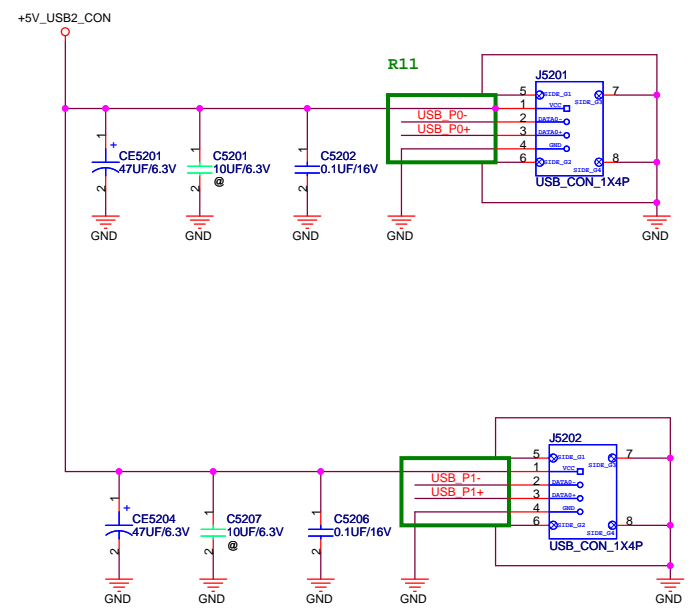 +5V_USB2_CON
R11
J5201
5
SIDE_G1
7
SIDE_G3
1
VCC
USB_P0-
2
DATA0-
USB_P0+
3
DATA0+
4
GND
6
SIDE_G2
8
SIDE_G4
USB_CON_1X4P
1
+
CE5201
47UF/6.3V
2
1
C5201
10UF/6.3V
@
2
1
C5202
0.1UF/16V
2
GND
GND
GND
GND
GND
J5202
5
SIDE_G1
7
SIDE_G3
1
VCC
USB_P1-
2
DATA0-
USB_P1+
3
DATA0+
4
GND
6
SIDE_G2
8
SIDE_G4
USB_CON_1X4P
1
+
CE5204
47UF/6.3V
2
1
C5207
10UF/6.3V
@
2
1
C5206
0.1UF/16V
2
GND
GND
GND
GND
GND